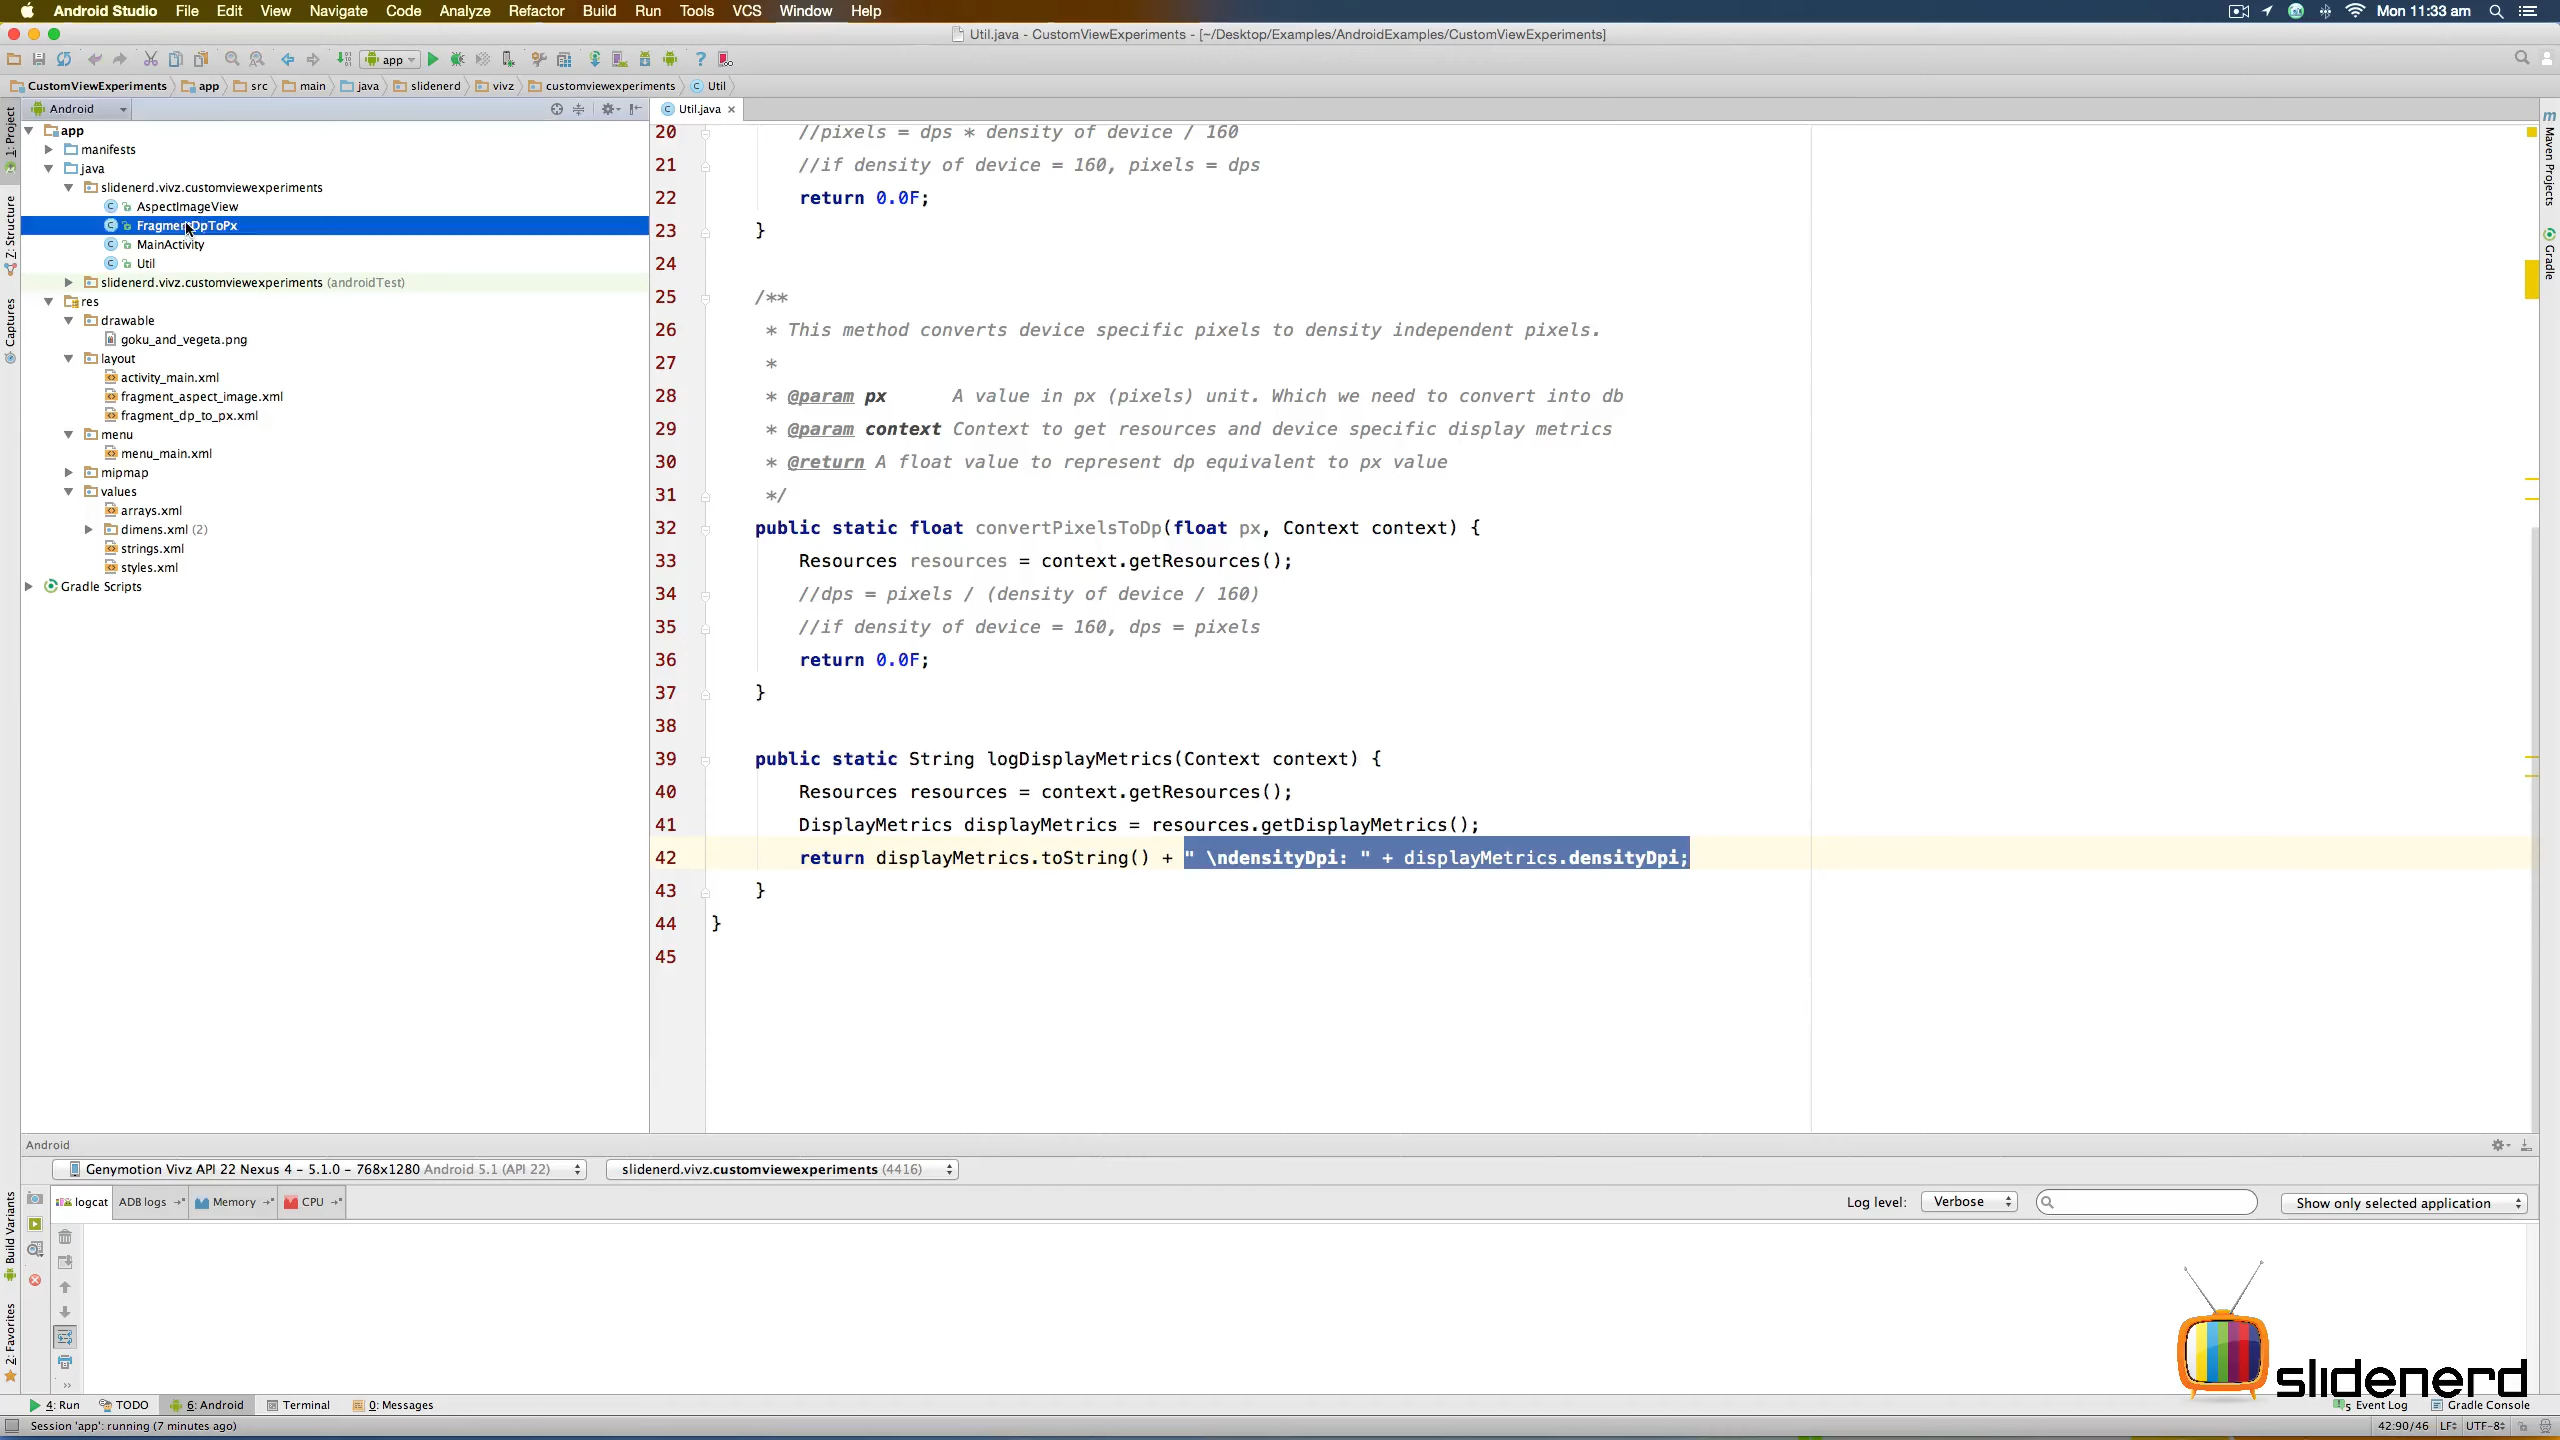 Android Studio File Edit View Navigate Code Analyze Refactor Build Run Tools VCS Window Help Mon 11:33 am
Util.java - CustomViewExperiments - [~/Desktop/Examples/AndroidExamples/CustomViewExperiments]
app
CustomViewExperiments app src main java slidenerd vivz customviewexperiments Util
Android
Util.java
1: Project
Z: Structure
Captures
Build Variants
2: Favorites
app
manifests
java
slidenerd.vivz.customviewexperiments
AspectImageView
FragmentDpToPx
MainActivity
Util
slidenerd.vivz.customviewexperiments (androidTest)
res
drawable
goku_and_vegeta.png
layout
activity_main.xml
fragment_aspect_image.xml
fragment_dp_to_px.xml
menu
menu_main.xml
mipmap
values
arrays.xml
dimens.xml (2)
strings.xml
styles.xml
Gradle Scripts
20 //pixels = dps * density of device / 160
21 //if density of device = 160, pixels = dps
22 return 0.0F;
23 }
24
25 /**
26 * This method converts device specific pixels to density independent pixels.
27 *
28 * @param px A value in px (pixels) unit. Which we need to convert into db
29 * @param context Context to get resources and device specific display metrics
30 * @return A float value to represent dp equivalent to px value
31 */
32 public static float convertPixelsToDp(float px, Context context) {
33 Resources resources = context.getResources();
34 //dps = pixels / (density of device / 160)
35 //if density of device = 160, dps = pixels
36 return 0.0F;
37 }
38
39 public static String logDisplayMetrics(Context context) {
40 Resources resources = context.getResources();
41 DisplayMetrics displayMetrics = resources.getDisplayMetrics();
42 return displayMetrics.toString() + " \ndensityDpi: " + displayMetrics.densityDpi;
43 }
44 }
45
Maven Projects
Gradle
Android
Genymotion Vivz API 22 Nexus 4 - 5.1.0 - 768x1280 Android 5.1 (API 22) slidenerd.vivz.customviewexperiments (4416)
logcat ADB logs Memory CPU Log level: Verbose Show only selected application
slidenerd
4: Run TODO 6: Android Terminal 0: Messages 5 Event Log Gradle Console
Session 'app': running (7 minutes ago) 42:90/46 LF UTF-8